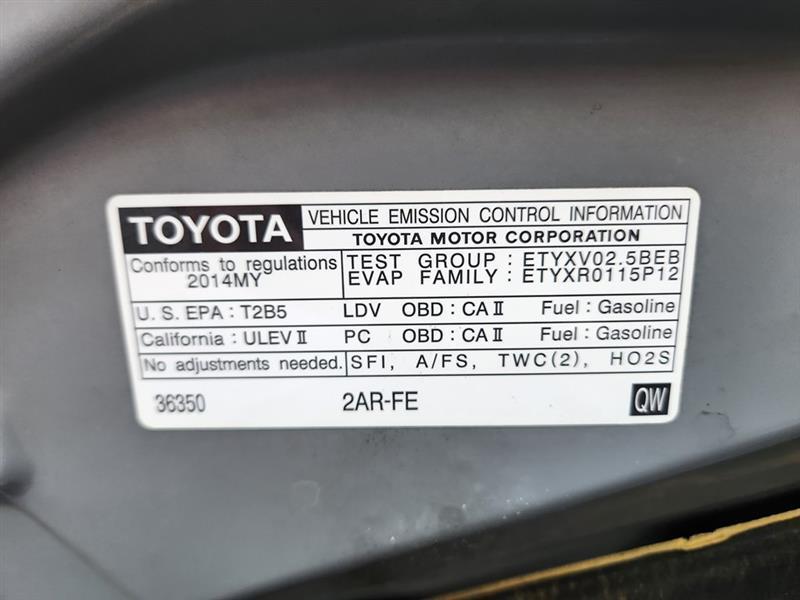 TOYOTA
VEHICLE EMISSION CONTROL INFORMATION
TOYOTA MOTOR CORPORATION
Conforms to regulations
2014MY
TEST GROUP : ETYXV02.5BEB
EVAP FAMILY : ETYXR0115P12
U.S. EPA : T2B5 LDV OBD : CA II Fuel : Gasoline
California : ULEV II PC OBD : CA II Fuel : Gasoline
No adjustments needed. SFI, A/FS, TWC(2), HO2S
36350 2AR-FE QW